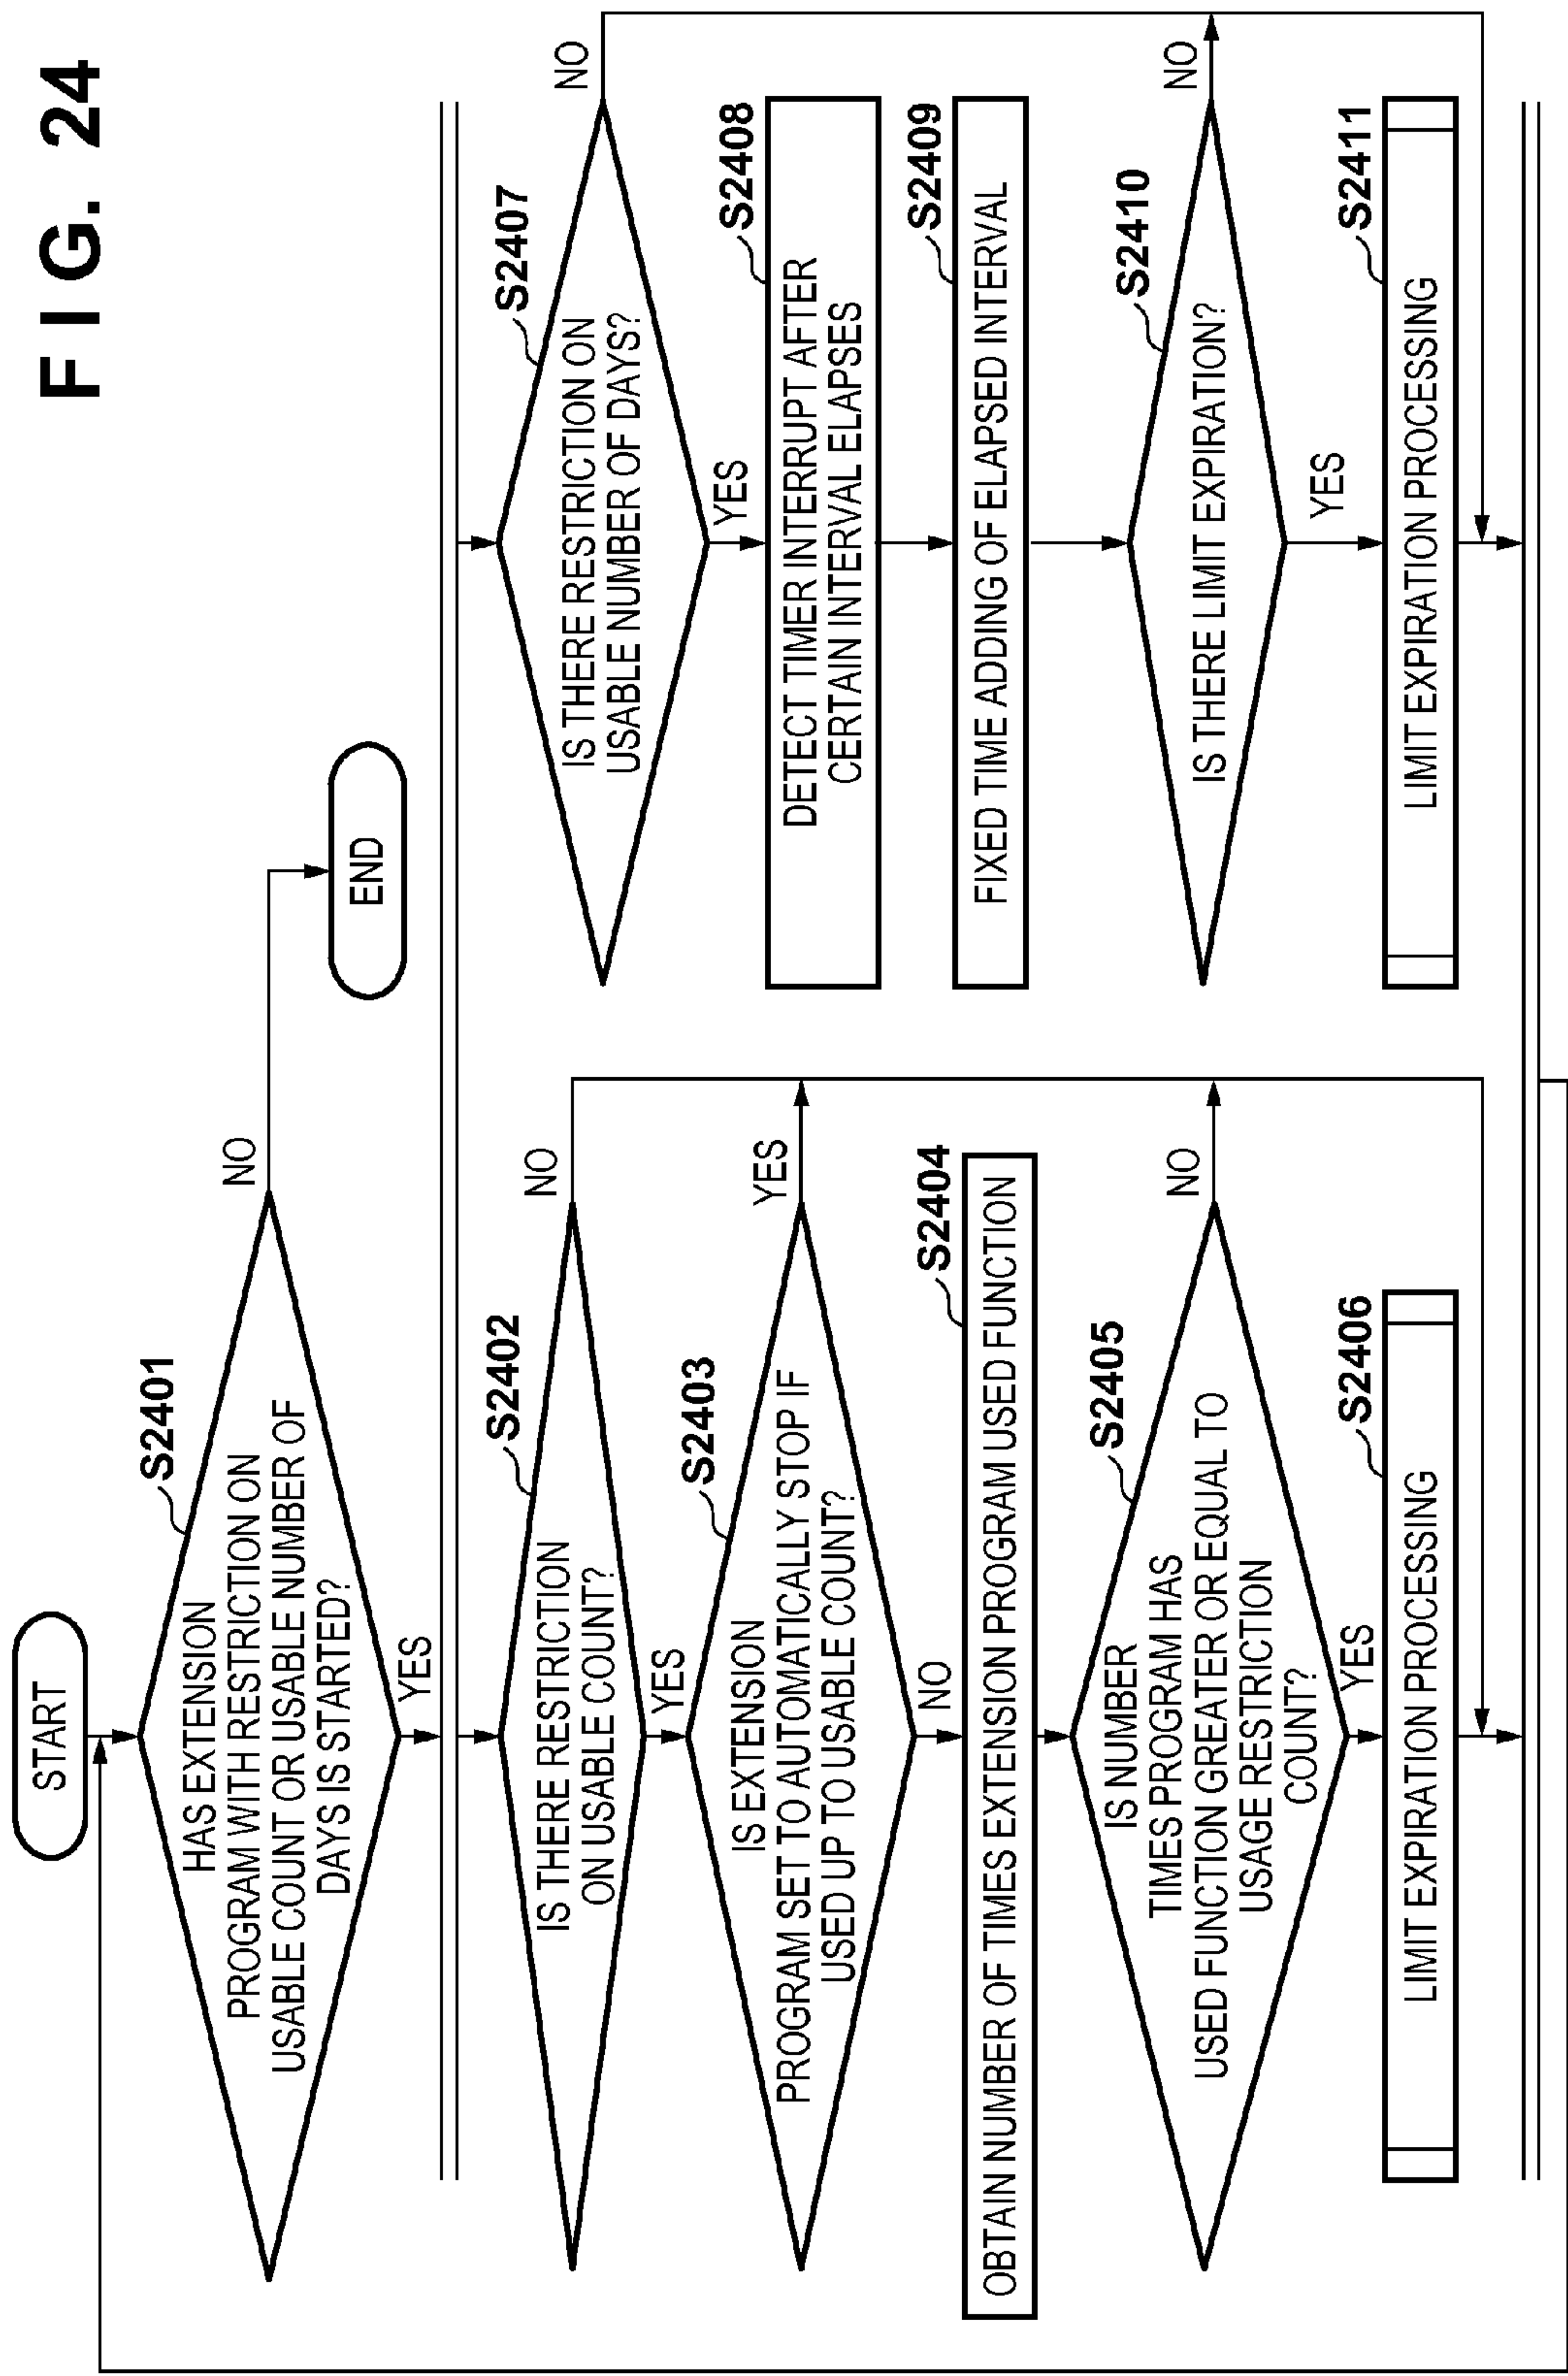 FIG. 24
START
S2401
HAS EXTENSION
PROGRAM WITH RESTRICTION ON
USABLE COUNT OR USABLE NUMBER OF
DAYS IS STARTED?
NO
YES
END
S2402
IS THERE RESTRICTION
ON USABLE COUNT?
NO
YES
S2403
IS EXTENSION
PROGRAM SET TO AUTOMATICALLY STOP IF
USED UP TO USABLE COUNT?
YES
NO
S2404
OBTAIN NUMBER OF TIMES EXTENSION PROGRAM USED FUNCTION
S2405
IS NUMBER
TIMES PROGRAM HAS
USED FUNCTION GREATER OR EQUAL TO
USAGE RESTRICTION
COUNT?
NO
YES
S2406
LIMIT EXPIRATION PROCESSING
S2407
IS THERE RESTRICTION ON
USABLE NUMBER OF DAYS?
NO
YES
S2408
DETECT TIMER INTERRUPT AFTER
CERTAIN INTERVAL ELAPSES
S2409
FIXED TIME ADDING OF ELAPSED INTERVAL
S2410
IS THERE LIMIT EXPIRATION?
NO
YES
S2411
LIMIT EXPIRATION PROCESSING